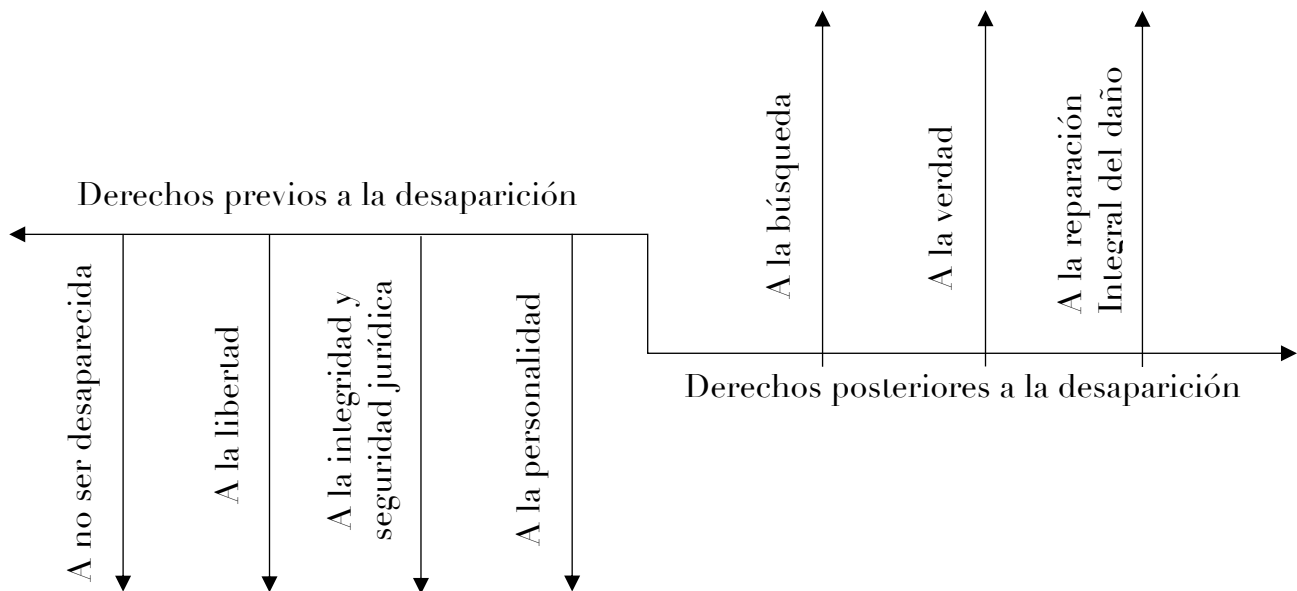 Derechos previos a la desaparición
A no ser desaparecida
A la libertad
A la integridad y
seguridad jurídica
A la personalidad
A la búsqueda
A la verdad
A la reparación
Integral del daño
Derechos posteriores a la desaparición